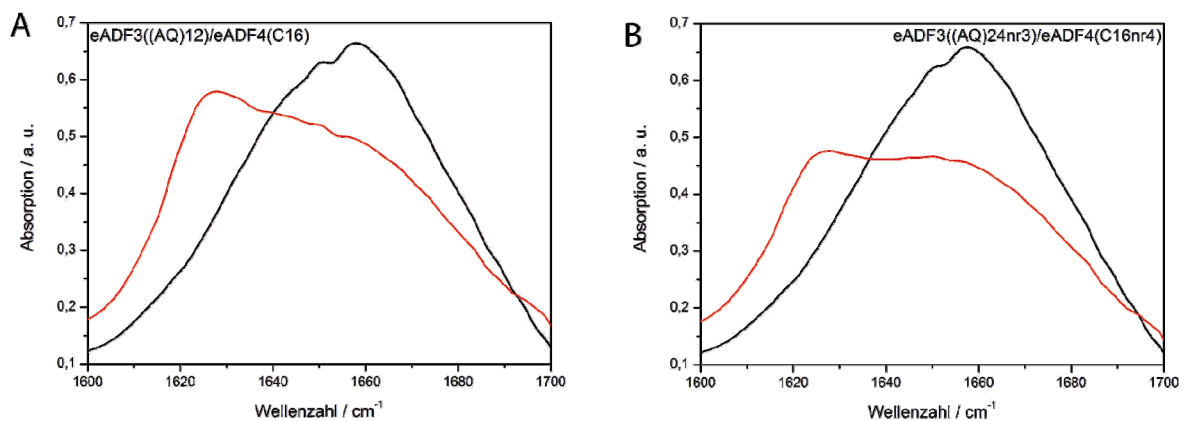 A
eADF3((AQ)12)/eADF4(C16)
0,7
0,6
0,5
0,4
0,3
0,2
0,1
Absorption / a. u.
1600 1620 1640 1660 1680 1700
Wellenzahl / cm⁻¹
B
eADF3((AQ)24nr3)/eADF4(C16nr4)
0,7
0,6
0,5
0,4
0,3
0,2
0,1
Absorption / a. u.
1600 1620 1640 1660 1680 1700
Wellenzahl / cm⁻¹